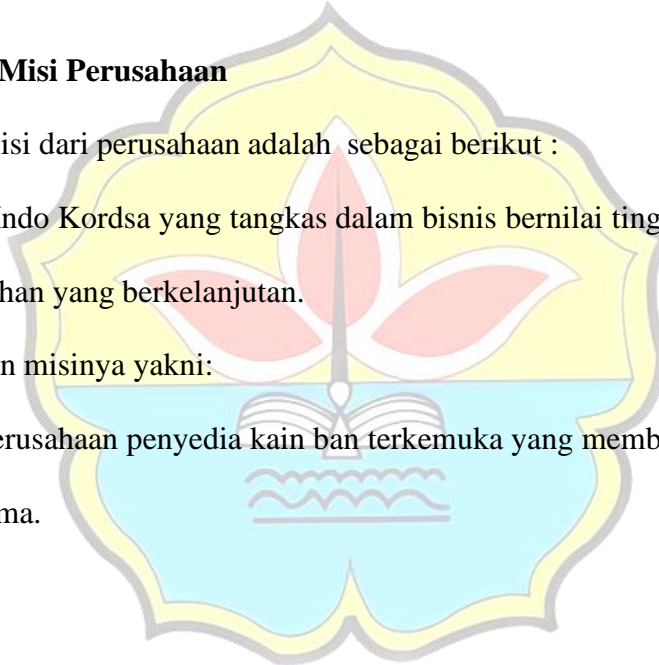 Misi Perusahaan
isi dari perusahaan adalah sebagai berikut :
Indo Kordsa yang tangkas dalam bisnis bernilai ting
han yang berkelanjutan.
n misinya yakni:
erusahaan penyedia kain ban terkemuka yang memb
ma.